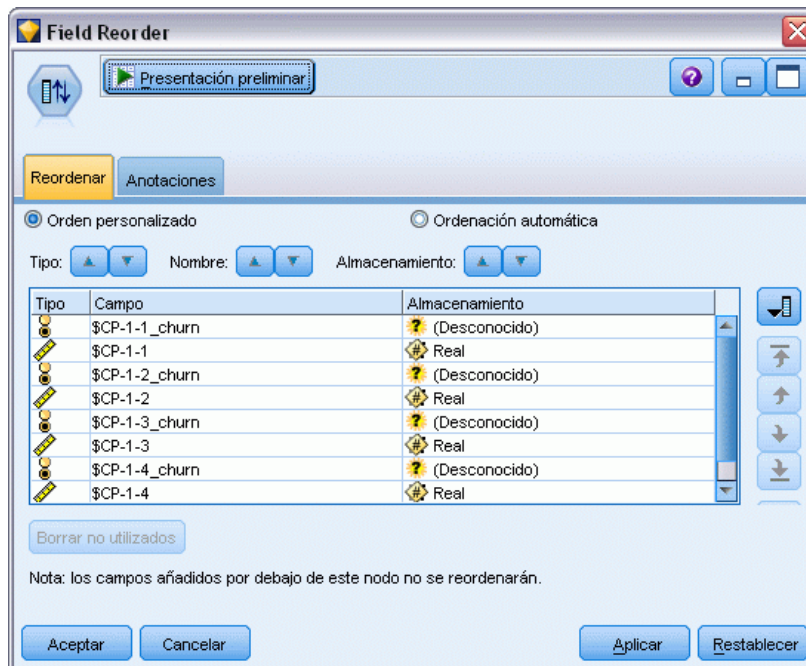 Field Reorder
Presentación preliminar
Reordenar Anotaciones
Orden personalizado Ordenación automática
Tipo: Nombre: Almacenamiento:
Tipo Campo Almacenamiento
$CP-1-1_churn (Desconocido)
$CP-1-1 Real
$CP-1-2_churn (Desconocido)
$CP-1-2 Real
$CP-1-3_churn (Desconocido)
$CP-1-3 Real
$CP-1-4_churn (Desconocido)
$CP-1-4 Real
Borrar no utilizados
Nota: los campos añadidos por debajo de este nodo no se reordenarán.
Aceptar Cancelar Aplicar Restablecer